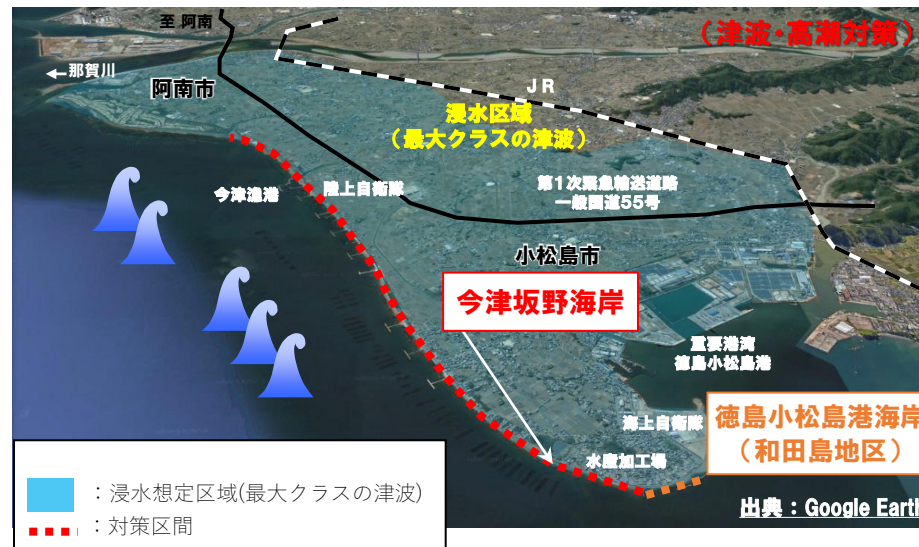 至 阿南
(津波・高潮対策)
←那賀川
阿南市
JR
浸水区域
(最大クラスの津波)
今津漁港
陸上自衛隊
第1次緊急輸送道路
一般国道55号
小松島市
今津坂野海岸
重要港湾
徳島小松島港
海上自衛隊
徳島小松島港海岸
(和田島地区)
水産加工場
出典:Google Earth
:浸水想定区域(最大クラスの津波)
:対策区間